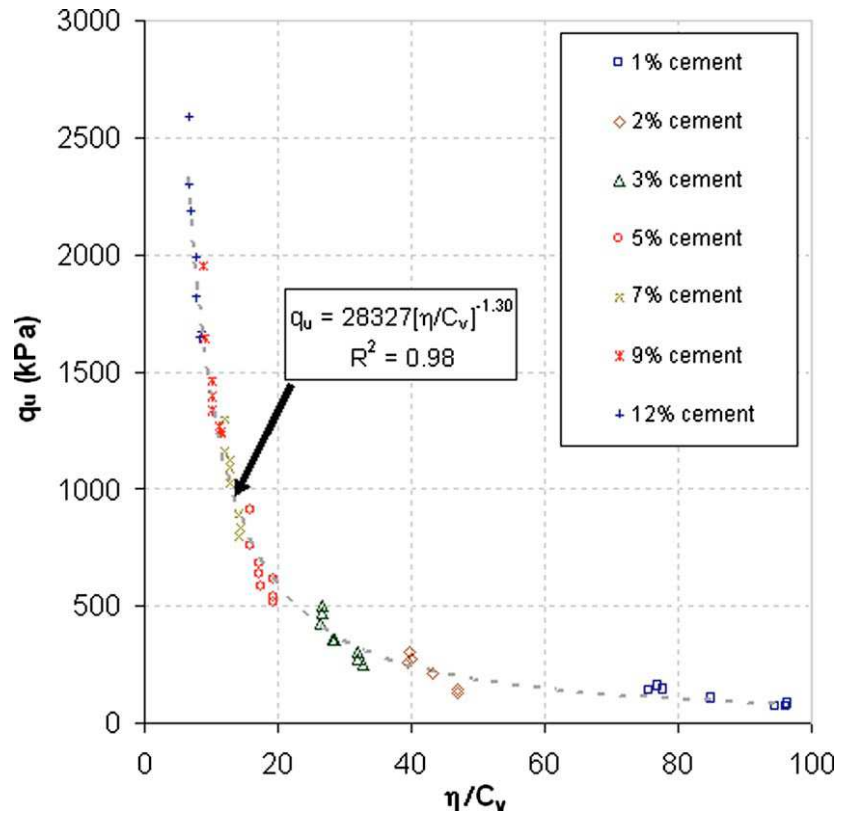 3000
2500
2000
1500
1000
500
0
qu (kPa)
0 20 40 60 80 100
η/Cv
qu = 28327[η/Cv]^-1.30
R² = 0.98
1% cement
2% cement
3% cement
5% cement
7% cement
9% cement
12% cement